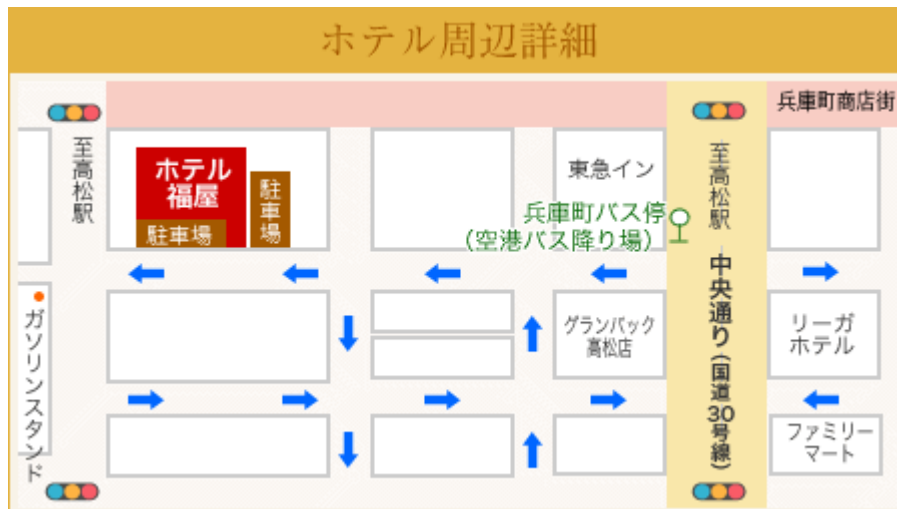 ホテル周辺詳細
兵庫町商店街
至高松駅
ホテル
福屋
駐車場
駐車場
東急イン
兵庫町バス停
（空港バス降り場）
至高松駅
中央通り（国道30号線）
ガソリンスタンド
グランバック
高松店
リーガ
ホテル
ファミリー
マート